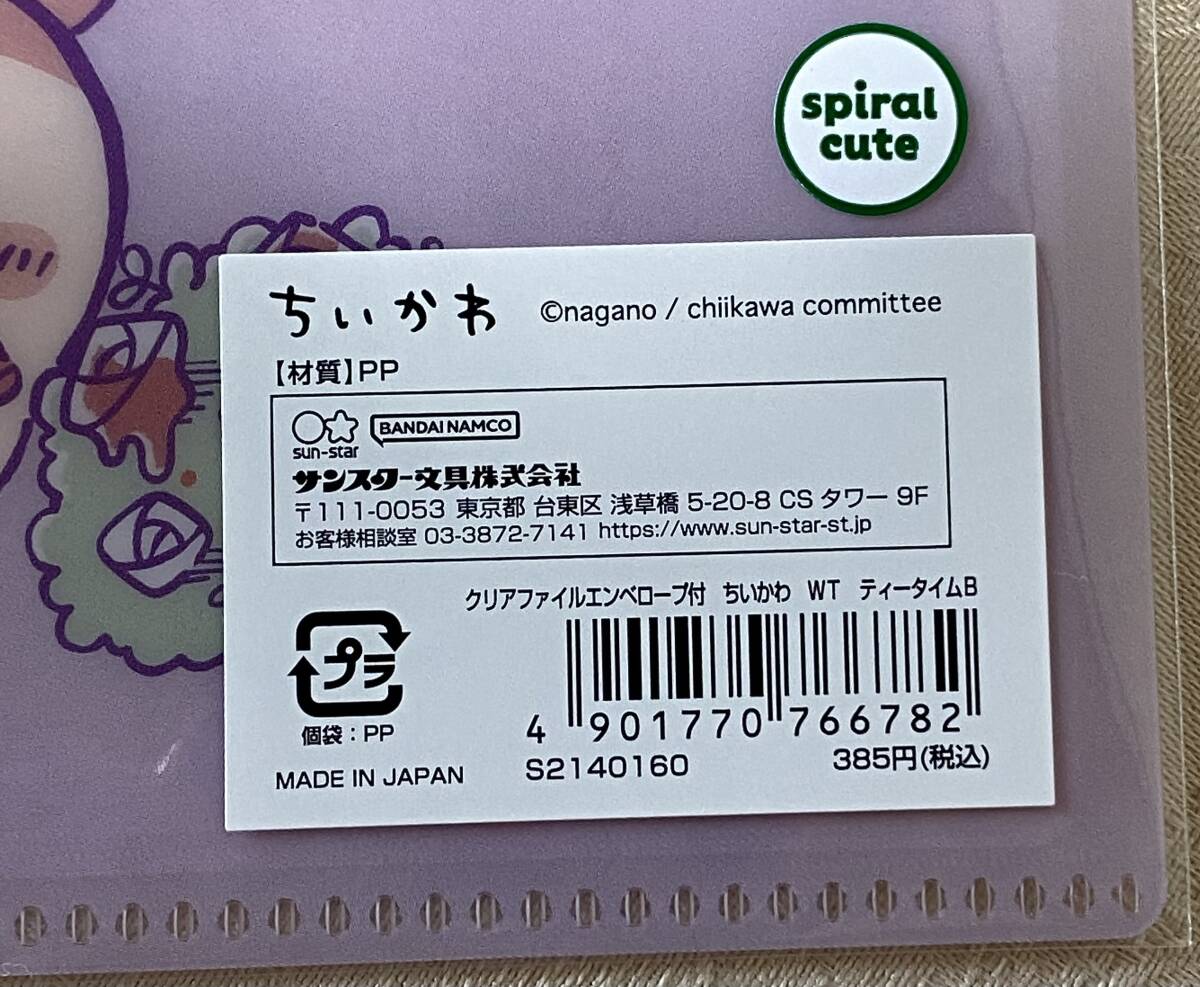 spiral
cute
ちいかわ ©nagano / chiikawa committee
【材質】PP
sun-star BANDAI NAMCO
サンスター文具株式会社
〒111-0053 東京都 台東区 浅草橋 5-20-8 CS タワー 9F
お客様相談室 03-3872-7141 https://www.sun-star-st.jp
クリアファイルエンベロープ付 ちいかわ WT ティータイムB
プラ
4 901770 766782
個袋：PP
MADE IN JAPAN S2140160 385円(税込)